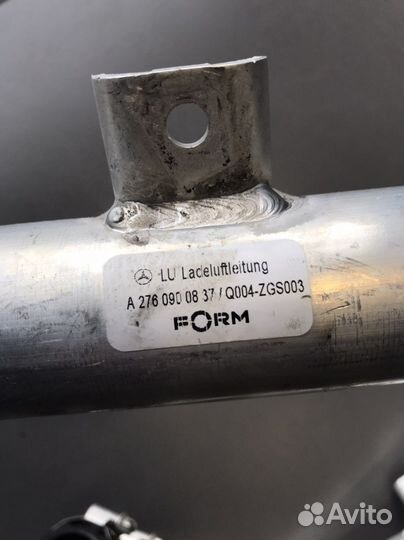 LU Ladeluftleitung
A 276 090 08 37 / Q004-ZGS003
FORM
Avito